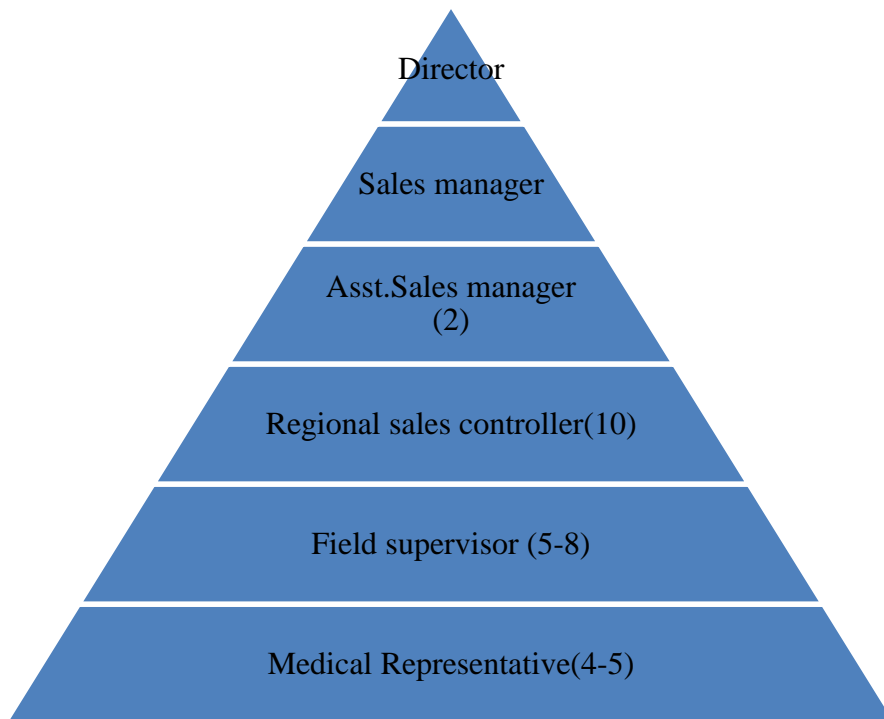 Director
Sales manager
Asst.Sales manager
(2)
Regional sales controller(10)
Field supervisor (5-8)
Medical Representative(4-5)